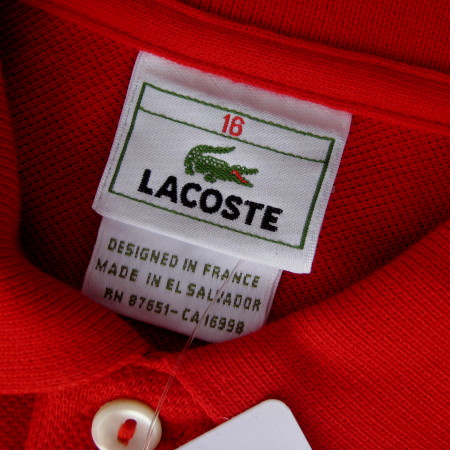 16
LACOSTE
DESIGNED IN FRANCE
MADE IN EL SALVADOR
RN 87651-CA 16998